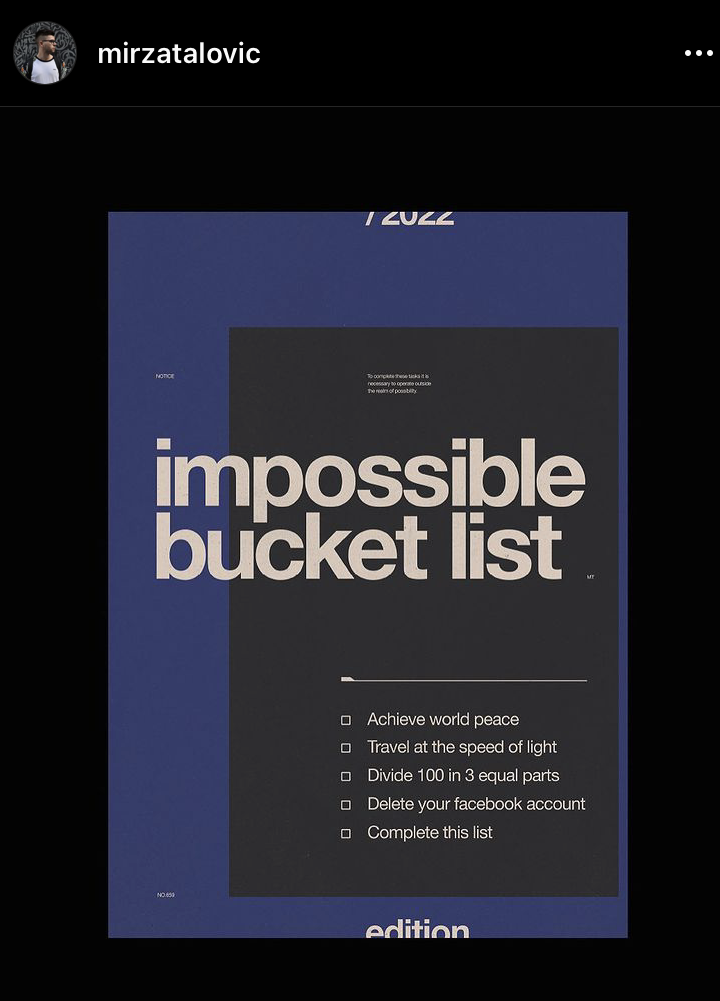 mirzatalovic
/ 2022
NOTICE
To complete these tasks it is
necessary to operate outside
the realm of possibility.
impossible
bucket list
MT
Achieve world peace
Travel at the speed of light
Divide 100 in 3 equal parts
Delete your facebook account
Complete this list
NO.859
edition